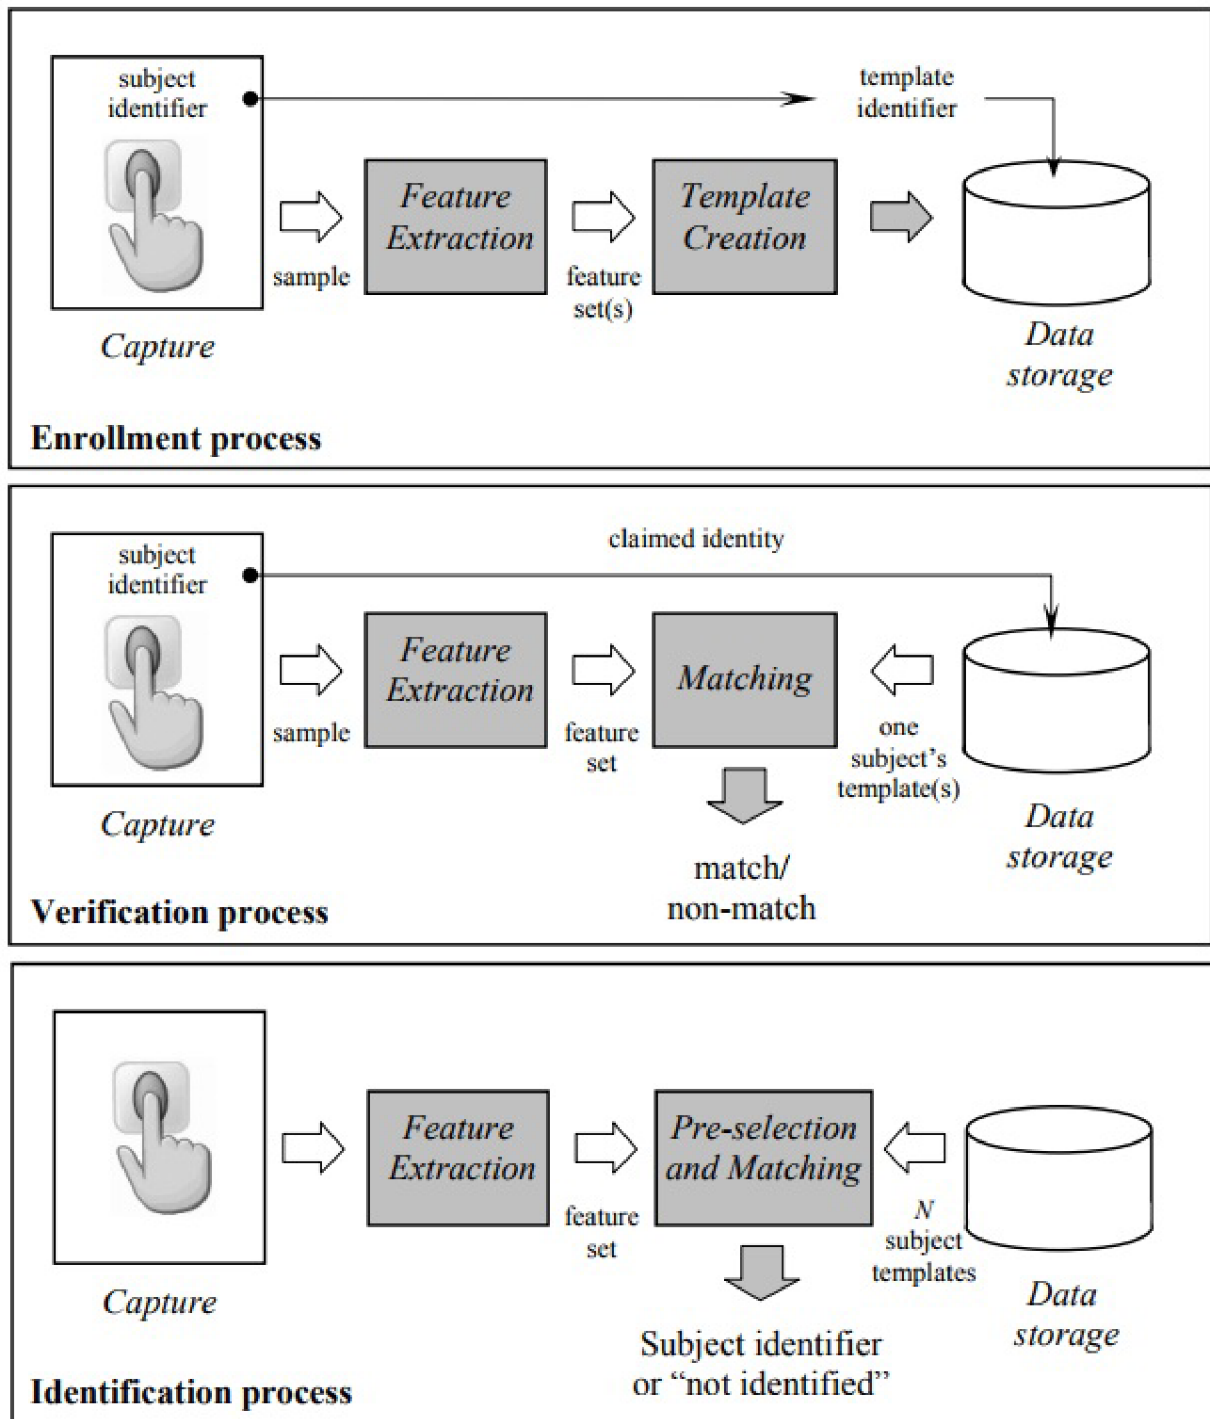 subject
identifier
template
identifier
Feature
Extraction
Template
Creation
sample
feature
set(s)
Capture
Data
storage
Enrollment process
subject
identifier
claimed identity
Feature
Extraction
Matching
sample
feature
set
one
subject's
template(s)
Capture
Data
storage
match/
non-match
Verification process
Feature
Extraction
Pre-selection
and Matching
feature
set
N
subject
templates
Capture
Data
storage
Subject identifier
or “not identified”
Identification process